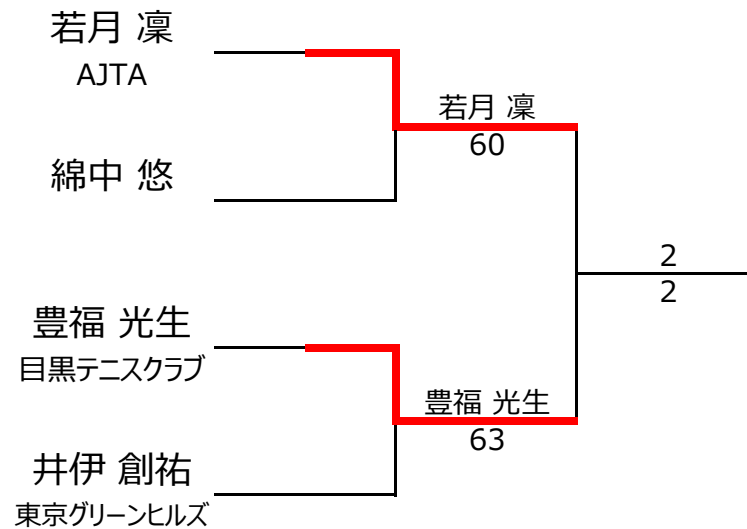 若月 凜
AJTA
若月 凜
60
綿中 悠
2
2
豊福 光生
目黒テニスクラブ
豊福 光生
63
井伊 創祐
東京グリーンヒルズ